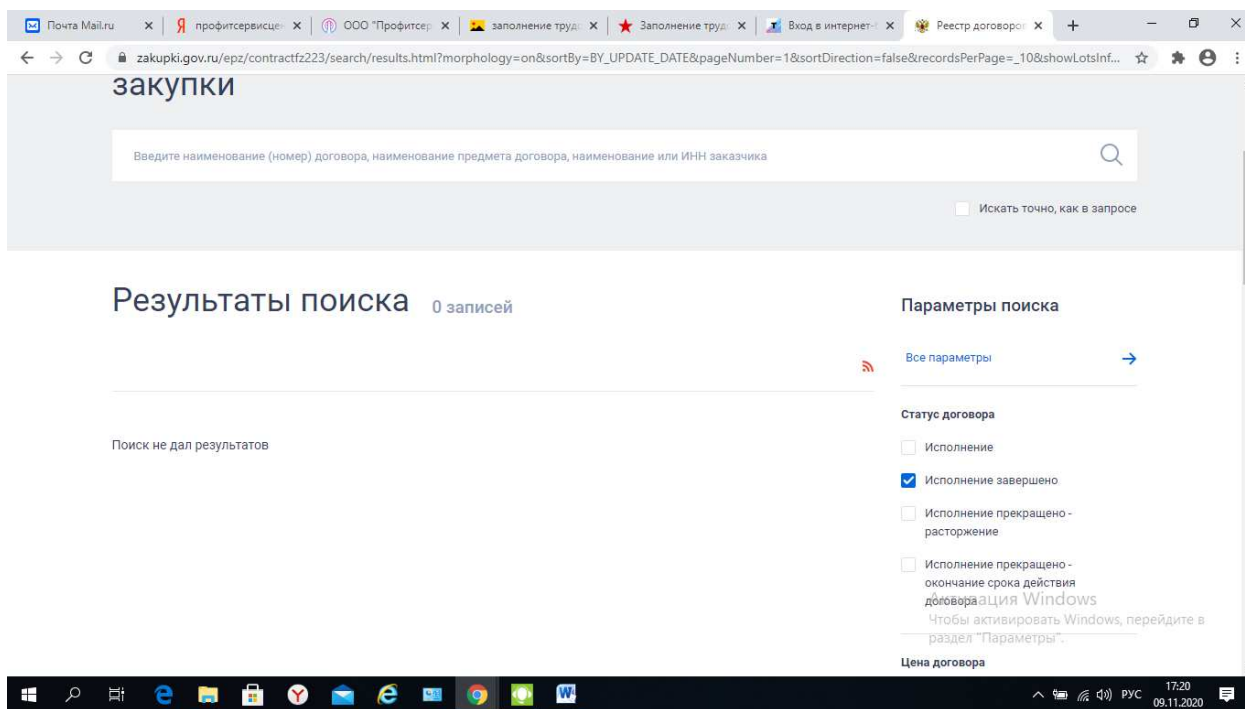 Почта Mail.ru
профитсервисцен
ООО "Профитсер
заполнение труд
Заполнение труд
Вход в интернет-
Реестр договоров
zakupki.gov.ru/epz/contractfz223/search/results.html?morphology=on&sortBy=BY_UPDATE_DATE&pageNumber=1&sortDirection=false&recordsPerPage=_10&showLotsInf...
закупки
Введите наименование (номер) договора, наименование предмета договора, наименование или ИНН заказчика
Искать точно, как в запросе
Результаты поиска 0 записей
Поиск не дал результатов
Параметры поиска
Все параметры
Статус договора
Исполнение
Исполнение завершено
Исполнение прекращено -
расторжение
Исполнение прекращено -
окончание срока действия
договора
Активация Windows
Чтобы активировать Windows, перейдите в
раздел "Параметры".
Цена договора
РУС
17:20
09.11.2020